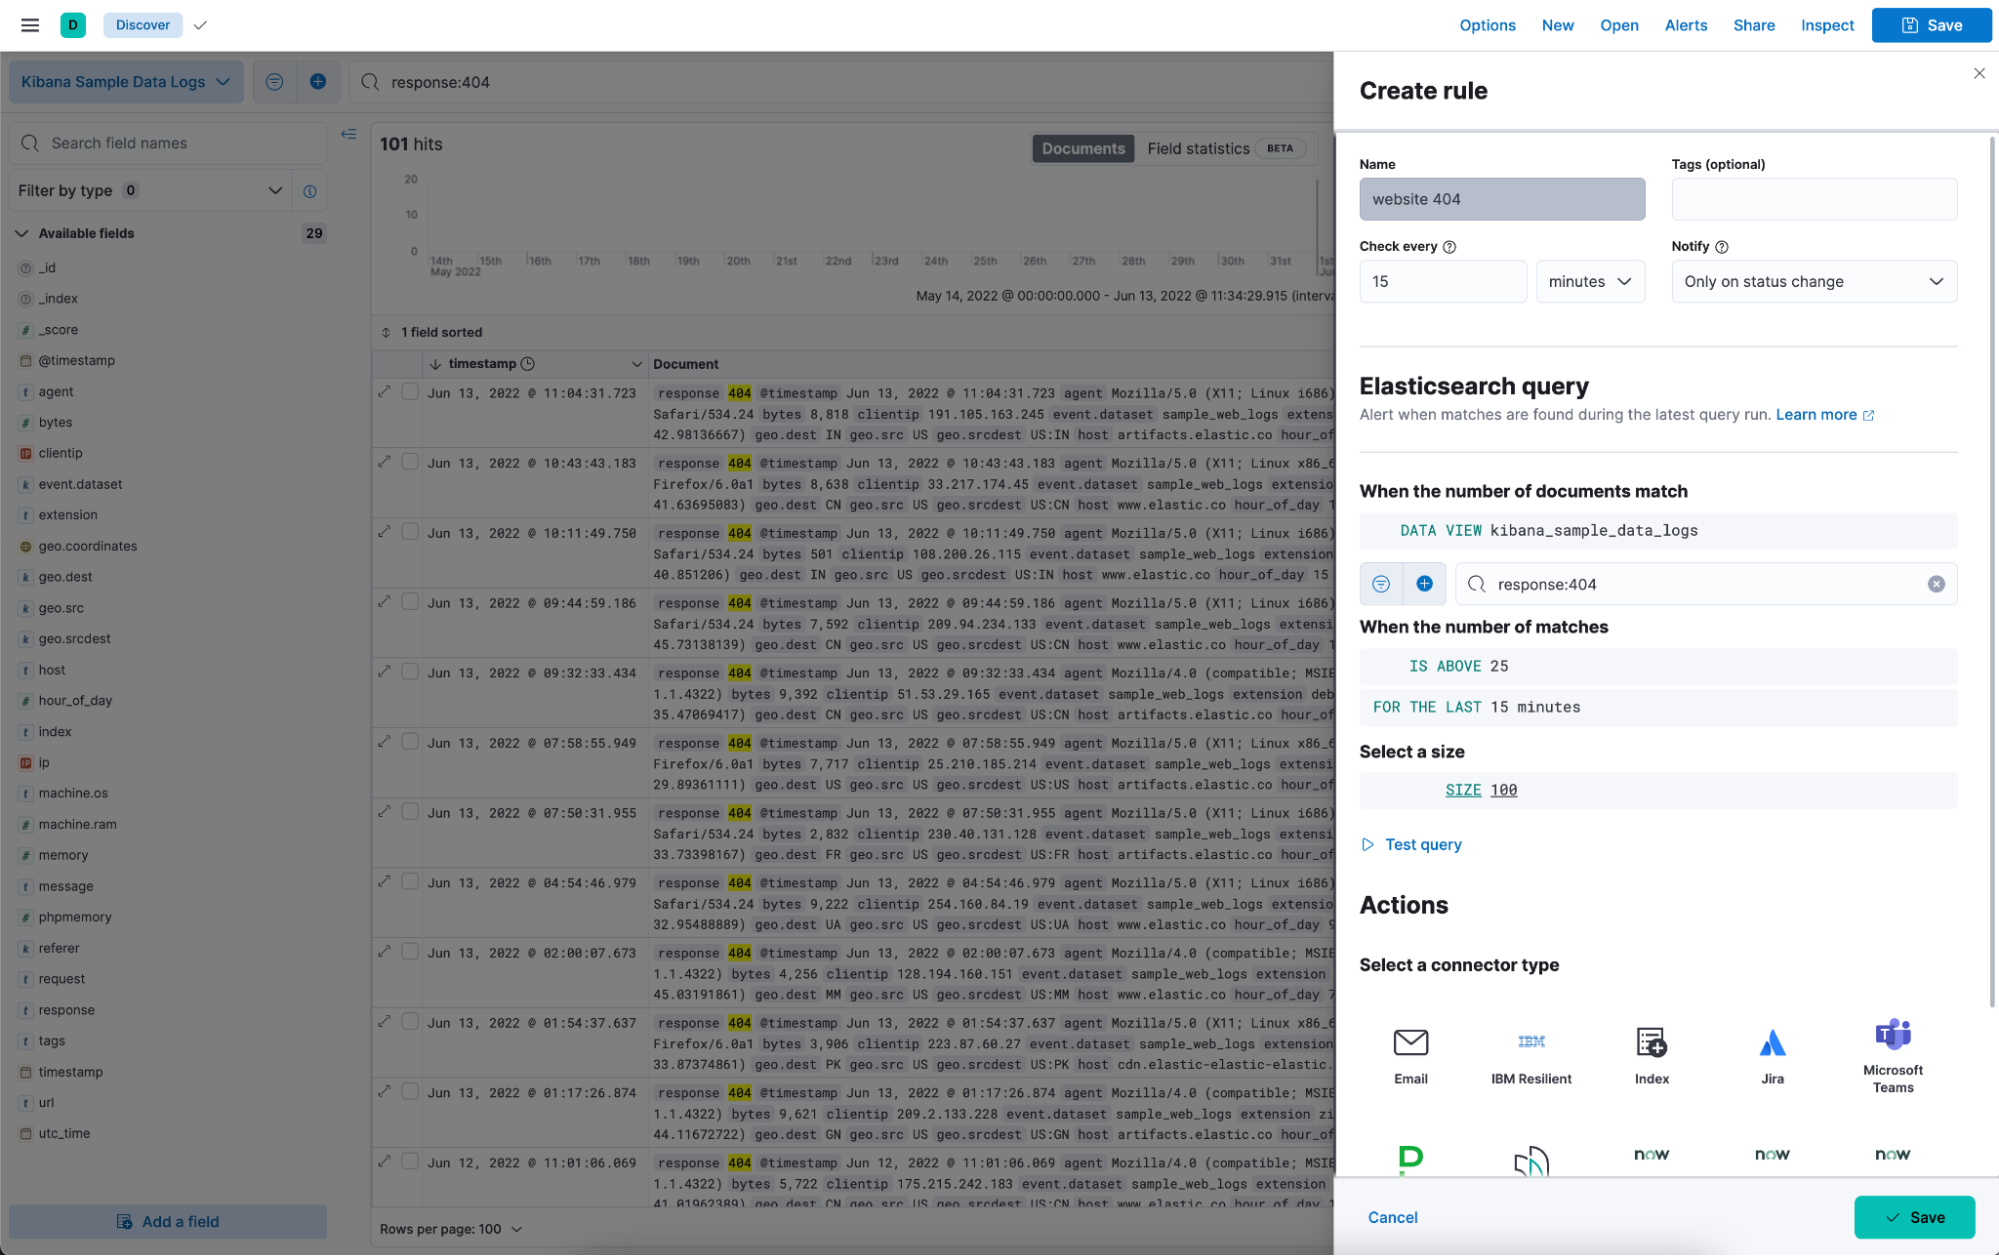 D Discover Options New Open Alerts Share Inspect Save
Kibana Sample Data Logs response:404
Search field names
Filter by type 0
Available fields 29
_id
_index
_score
@timestamp
agent
bytes
clientip
event.dataset
extension
geo.coordinates
geo.dest
geo.src
geo.srcdest
host
hour_of_day
index
ip
machine.os
machine.ram
memory
message
phpmemory
referer
request
response
tags
timestamp
url
utc_time
Add a field
101 hits Documents Field statistics BETA
20
10
0
14th 15th 16th 17th 18th 19th 20th 21st 22nd 23rd 24th 25th 26th 27th 28th 29th 30th 31st 1st
May 2022
May 14, 2022 @ 00:00:00.000 - Jun 13, 2022 @ 11:34:29.915 (interva
1 field sorted
timestamp Document
Jun 13, 2022 @ 11:04:31.723 response 404 @timestamp Jun 13, 2022 @ 11:04:31.723 agent Mozilla/5.0 (X11; Linux i686)
Safari/534.24 bytes 8,818 clientip 191.105.163.245 event.dataset sample_web_logs extens
42.98136667) geo.dest IN geo.src US geo.srcdest US:IN host artifacts.elastic.co hour_of
Jun 13, 2022 @ 10:43:43.183 response 404 @timestamp Jun 13, 2022 @ 10:43:43.183 agent Mozilla/5.0 (X11; Linux x86_6
Firefox/6.0a1 bytes 8,638 clientip 33.217.174.45 event.dataset sample_web_logs extensio
41.63695083) geo.dest CN geo.src US geo.srcdest US:CN host www.elastic.co hour_of_day 1
Jun 13, 2022 @ 10:11:49.750 response 404 @timestamp Jun 13, 2022 @ 10:11:49.750 agent Mozilla/5.0 (X11; Linux i686)
Safari/534.24 bytes 501 clientip 108.200.26.115 event.dataset sample_web_logs extension
40.851206) geo.dest IN geo.src US geo.srcdest US:IN host www.elastic.co hour_of_day 15
Jun 13, 2022 @ 09:44:59.186 response 404 @timestamp Jun 13, 2022 @ 09:44:59.186 agent Mozilla/5.0 (X11; Linux i686)
Safari/534.24 bytes 7,592 clientip 209.94.234.133 event.dataset sample_web_logs extensi
45.73138139) geo.dest CN geo.src US geo.srcdest US:CN host www.elastic.co hour_of_day 1
Jun 13, 2022 @ 09:32:33.434 response 404 @timestamp Jun 13, 2022 @ 09:32:33.434 agent Mozilla/4.0 (compatible; MSIE
1.1.4322) bytes 9,392 clientip 51.53.29.165 event.dataset sample_web_logs extension deb
35.47069417) geo.dest CN geo.src US geo.srcdest US:CN host artifacts.elastic.co hour_of
Jun 13, 2022 @ 07:58:55.949 response 404 @timestamp Jun 13, 2022 @ 07:58:55.949 agent Mozilla/5.0 (X11; Linux x86_6
Firefox/6.0a1 bytes 7,717 clientip 25.210.185.214 event.dataset sample_web_logs extensi
29.89361111) geo.dest US geo.src US geo.srcdest US:US host artifacts.elastic.co hour_of
Jun 13, 2022 @ 07:50:31.955 response 404 @timestamp Jun 13, 2022 @ 07:50:31.955 agent Mozilla/5.0 (X11; Linux i686)
Safari/534.24 bytes 2,832 clientip 230.40.131.128 event.dataset sample_web_logs extensi
33.73398167) geo.dest FR geo.src US geo.srcdest US:FR host artifacts.elastic.co hour_of
Jun 13, 2022 @ 04:54:46.979 response 404 @timestamp Jun 13, 2022 @ 04:54:46.979 agent Mozilla/5.0 (X11; Linux i686)
Safari/534.24 bytes 9,222 clientip 254.160.84.19 event.dataset sample_web_logs extensio
32.95488889) geo.dest UA geo.src US geo.srcdest US:UA host www.elastic.co hour_of_day 9
Jun 13, 2022 @ 02:00:07.673 response 404 @timestamp Jun 13, 2022 @ 02:00:07.673 agent Mozilla/4.0 (compatible; MSIE
1.1.4322) bytes 4,256 clientip 128.194.160.151 event.dataset sample_web_logs extension
45.03191861) geo.dest MM geo.src US geo.srcdest US:MM host www.elastic.co hour_of_day 7
Jun 13, 2022 @ 01:54:37.637 response 404 @timestamp Jun 13, 2022 @ 01:54:37.637 agent Mozilla/5.0 (X11; Linux x86_6
Firefox/6.0a1 bytes 3,906 clientip 223.87.60.27 event.dataset sample_web_logs extension
33.87374861) geo.dest PK geo.src US geo.srcdest US:PK host cdn.elastic-elastic-elastic.
Jun 13, 2022 @ 01:17:26.874 response 404 @timestamp Jun 13, 2022 @ 01:17:26.874 agent Mozilla/4.0 (compatible; MSIE
1.1.4322) bytes 9,621 clientip 209.2.133.228 event.dataset sample_web_logs extension zi
44.11672722) geo.dest GN geo.src US geo.srcdest US:GN host artifacts.elastic.co hour_of
Jun 12, 2022 @ 11:01:06.069 response 404 @timestamp Jun 12, 2022 @ 11:01:06.069 agent Mozilla/4.0 (compatible; MSIE
1.1.4322) bytes 5,722 clientip 175.215.242.183 event.dataset sample_web_logs extension
41.01962389) geo.dest CN geo.src US geo.srcdest US:CN host artifacts.elastic.co hour_of
Rows per page: 100
Create rule
Name Tags (optional)
website 404
Check every Notify
15 minutes Only on status change
Elasticsearch query
Alert when matches are found during the latest query run. Learn more
When the number of documents match
DATA VIEW kibana_sample_data_logs
response:404
When the number of matches
IS ABOVE 25
FOR THE LAST 15 minutes
Select a size
SIZE 100
Test query
Actions
Select a connector type
IBM T
Email IBM Resilient Index Jira Microsoft
Teams
now now now
Cancel Save